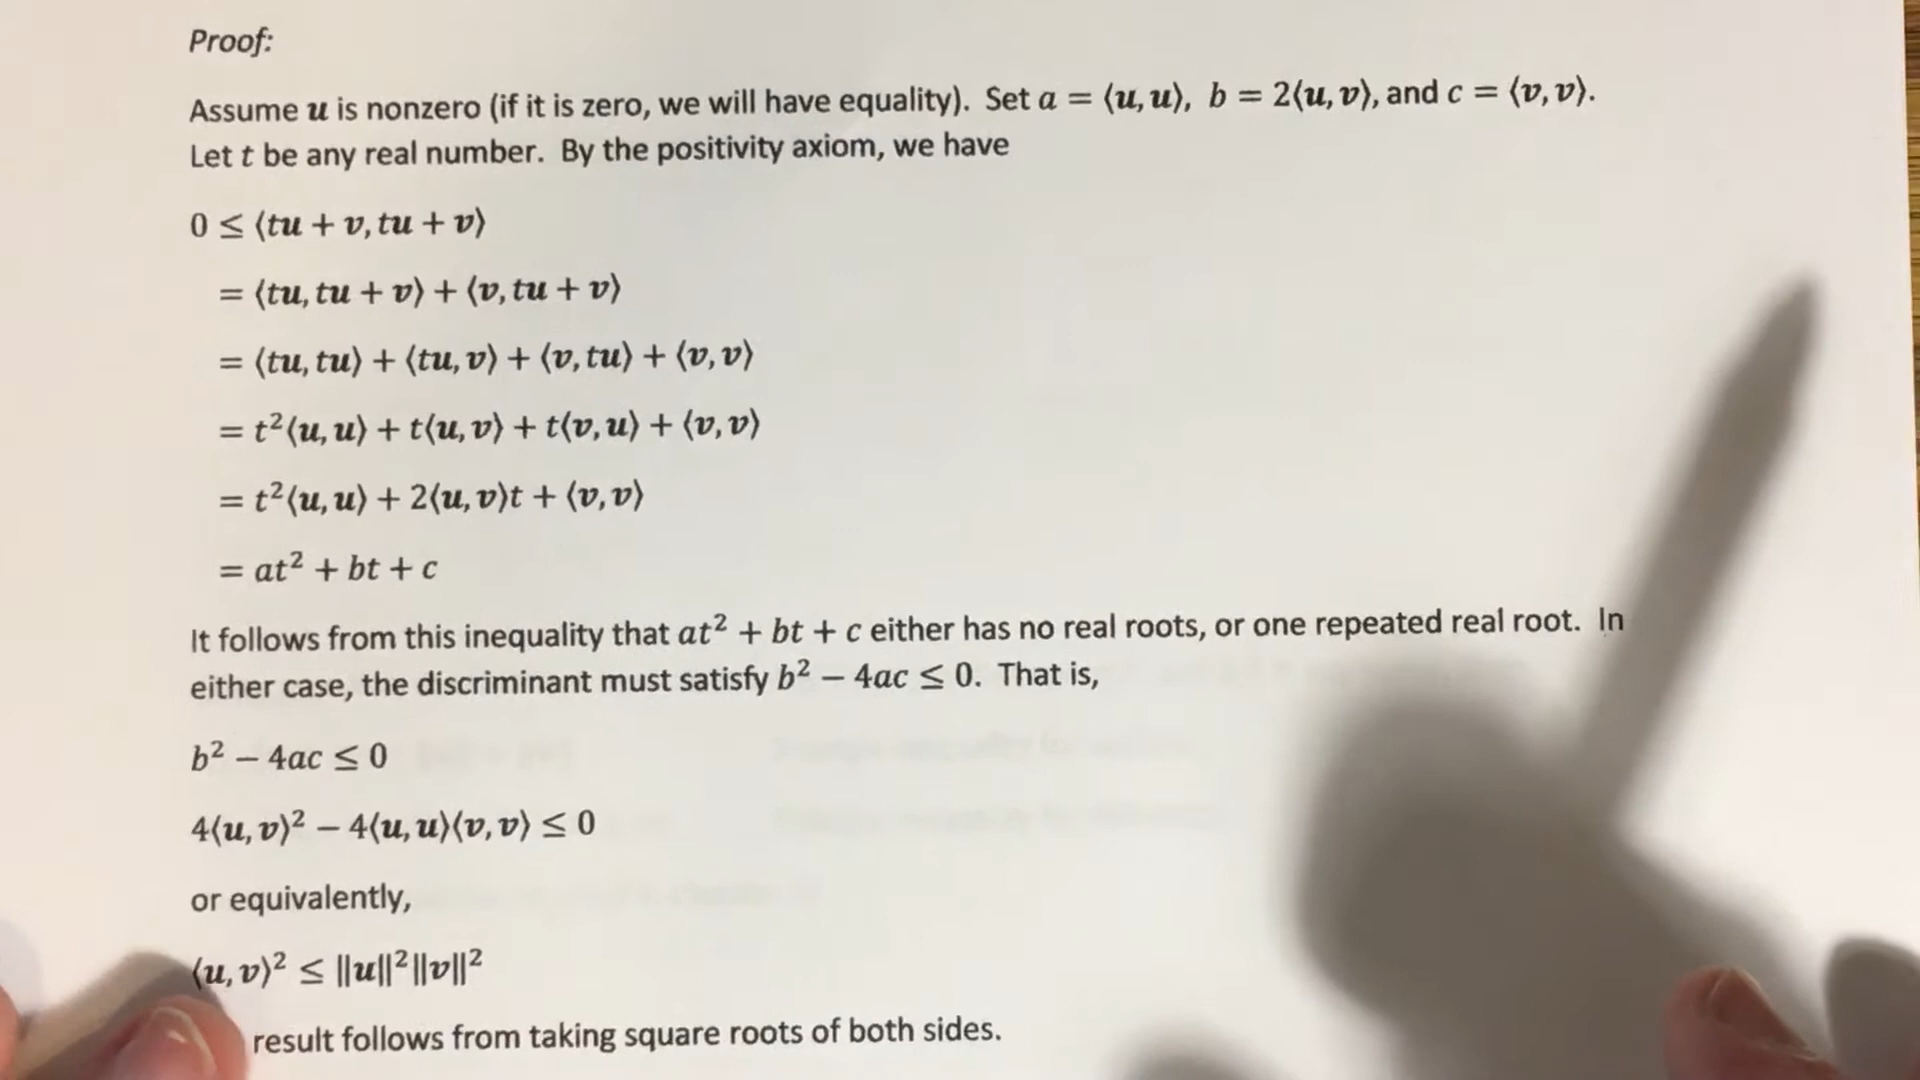 Proof:
Assume u is nonzero (if it is zero, we will have equality). Set a = ⟨u, u⟩, b = 2⟨u, v⟩, and c = ⟨v, v⟩.
Let t be any real number. By the positivity axiom, we have
0 ≤ ⟨tu + v, tu + v⟩
= ⟨tu, tu + v⟩ + ⟨v, tu + v⟩
= ⟨tu, tu⟩ + ⟨tu, v⟩ + ⟨v, tu⟩ + ⟨v, v⟩
= t²⟨u, u⟩ + t⟨u, v⟩ + t⟨v, u⟩ + ⟨v, v⟩
= t²⟨u, u⟩ + 2⟨u, v⟩t + ⟨v, v⟩
= at² + bt + c
It follows from this inequality that at² + bt + c either has no real roots, or one repeated real root. In
either case, the discriminant must satisfy b² − 4ac ≤ 0. That is,
b² − 4ac ≤ 0
4⟨u, v⟩² − 4⟨u, u⟩⟨v, v⟩ ≤ 0
or equivalently,
⟨u, v⟩² ≤ ‖u‖²‖v‖²
result follows from taking square roots of both sides.